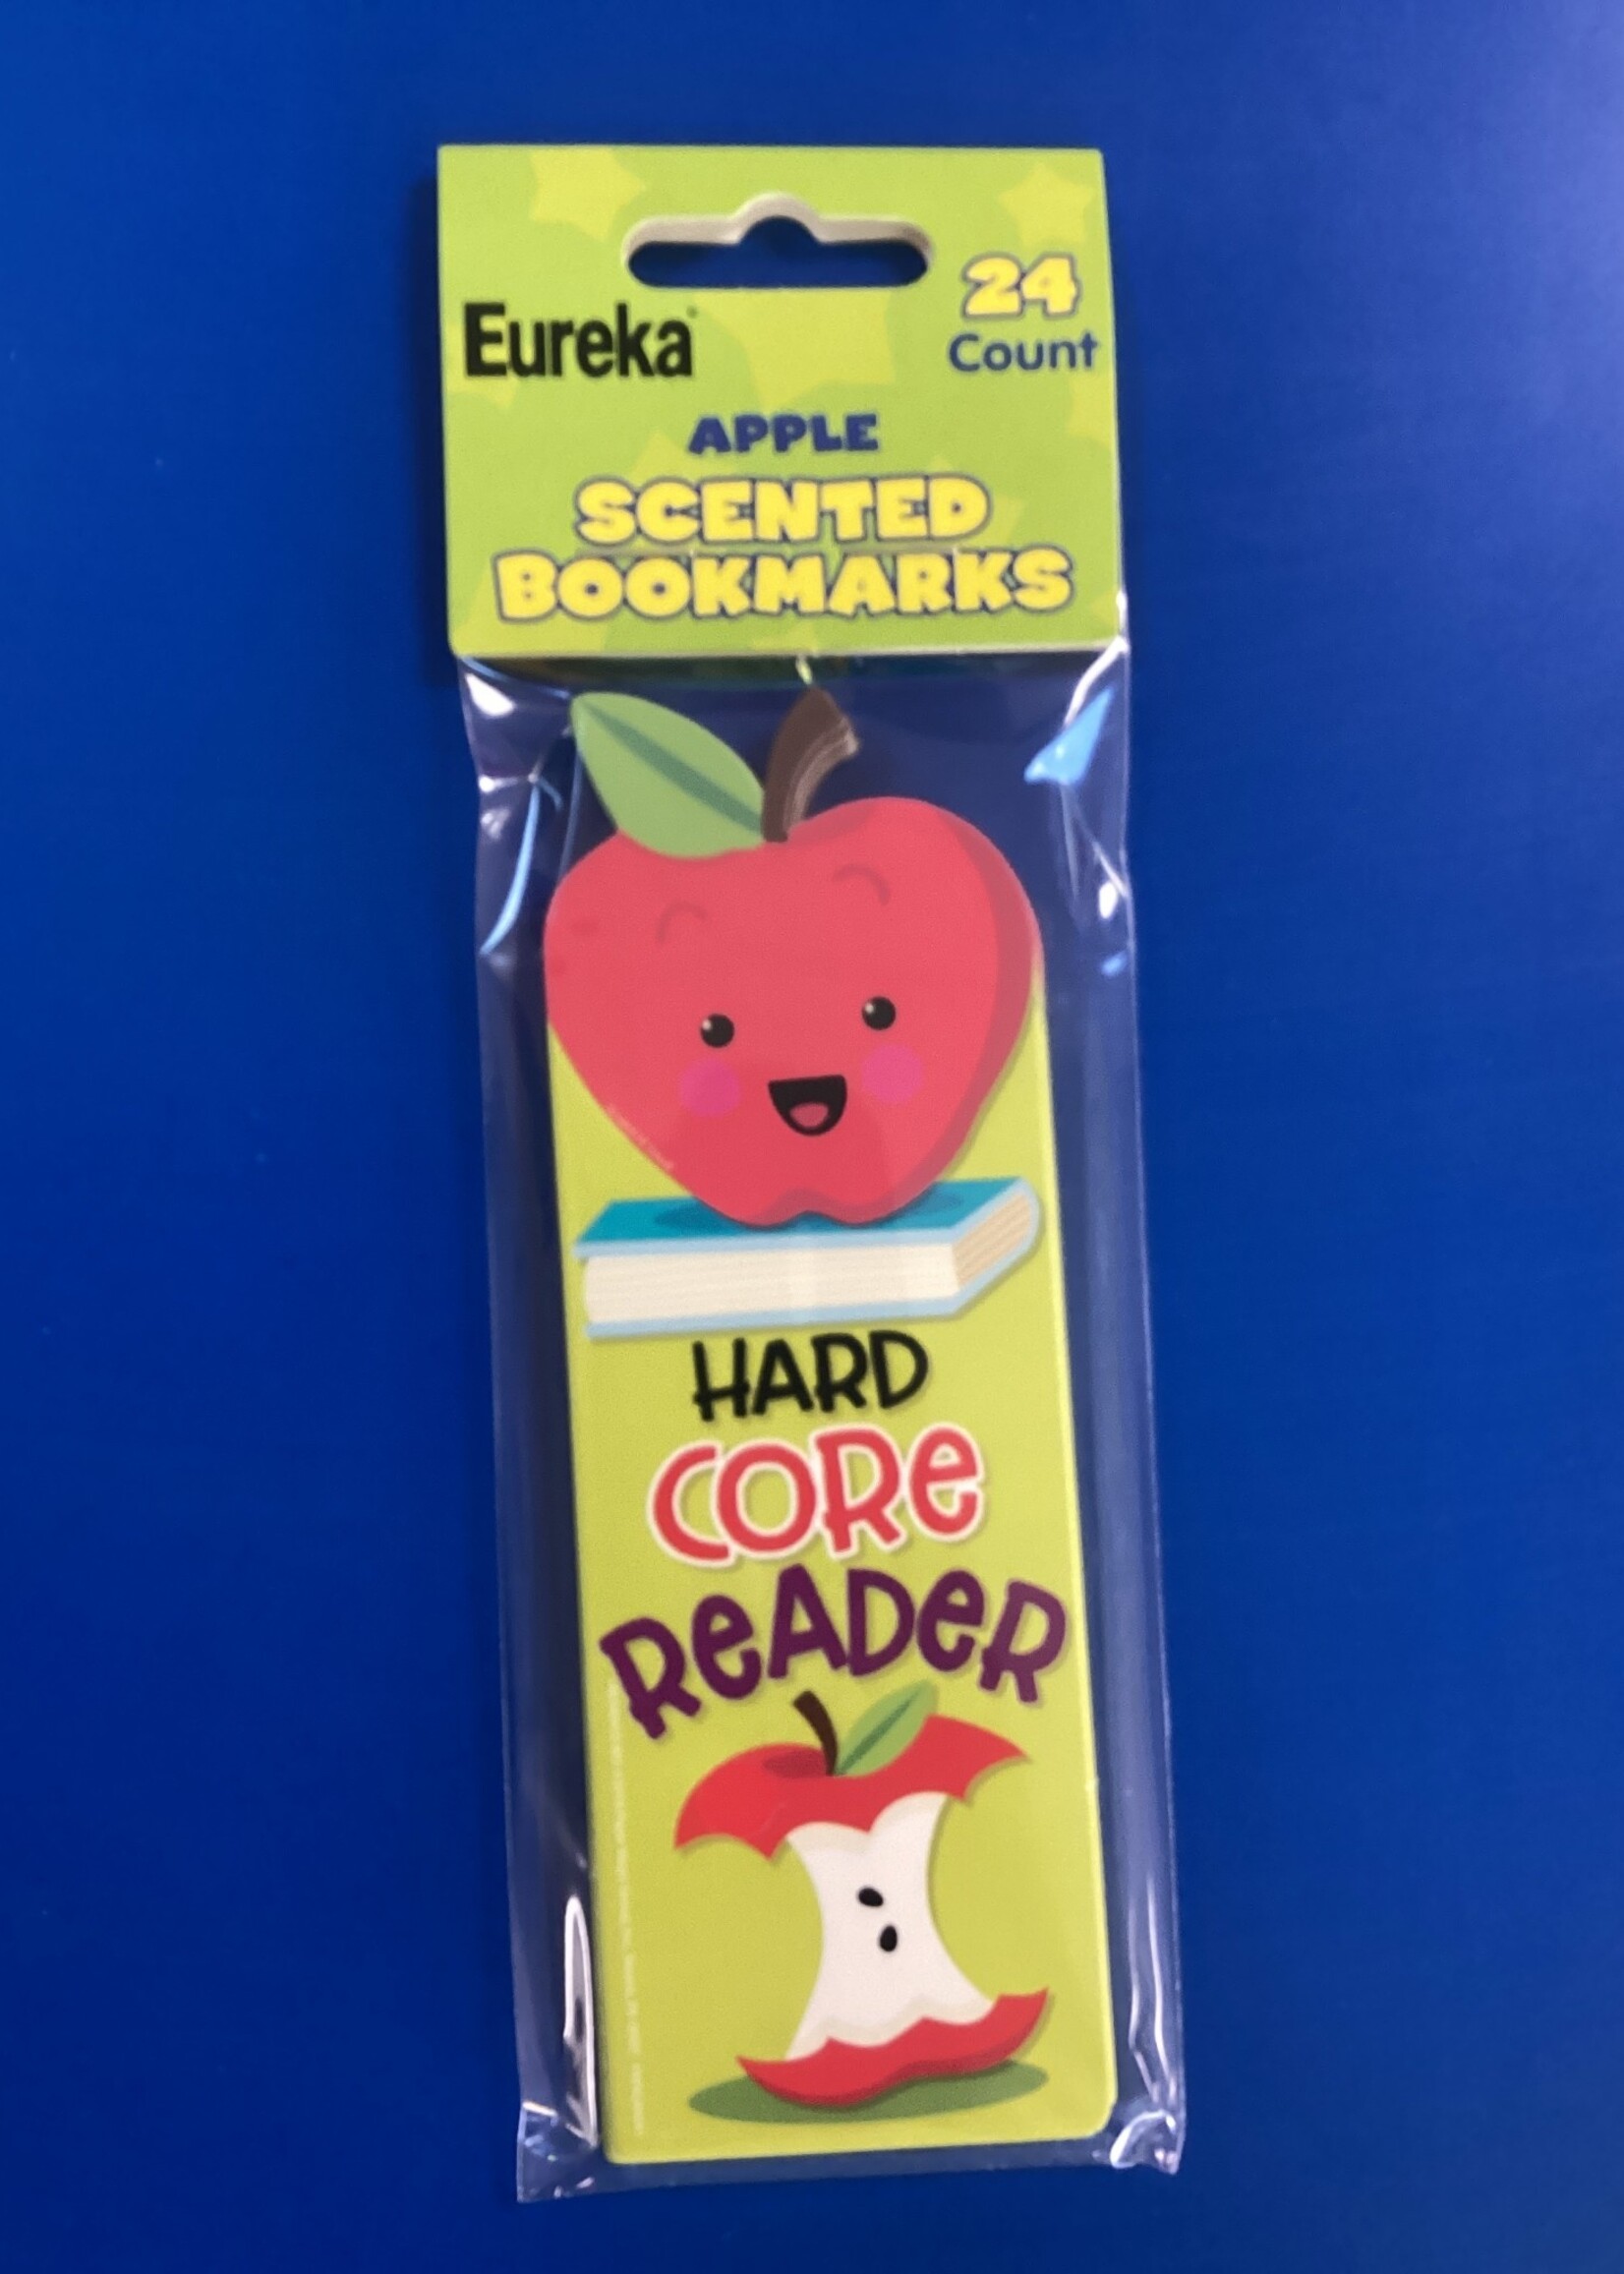 Eureka
24
Count
APPLE
SCENTED
BOOKMARKS
HARD
CORe
ReADeR